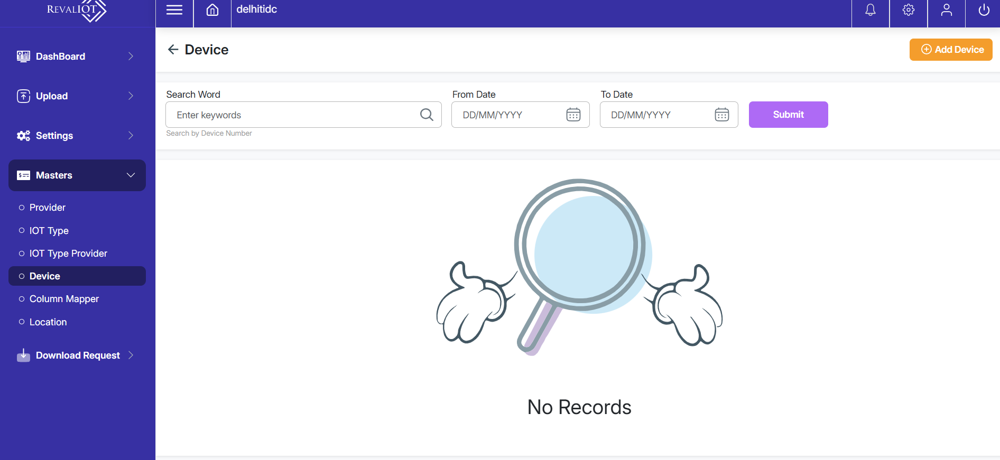 REVALIOT
delhitidc
DashBoard
Upload
Settings
Masters
Provider
IOT Type
IOT Type Provider
Device
Column Mapper
Location
Download Request
Device
Add Device
Search Word
From Date
To Date
Enter keywords
DD/MM/YYYY
DD/MM/YYYY
Submit
Search by Device Number
No Records